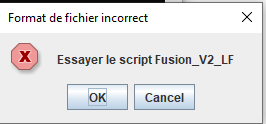 Format de fichier incorrect
Essayer le script Fusion_V2_LF
OK Cancel